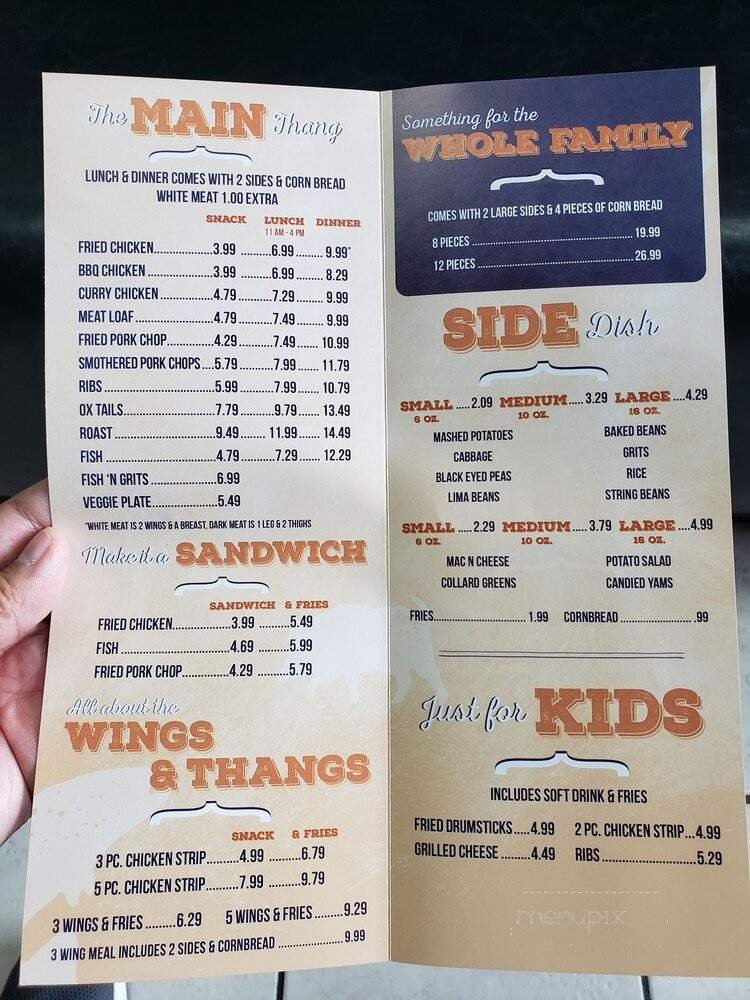 The MAIN Thang
LUNCH & DINNER COMES WITH 2 SIDES & CORN BREAD
WHITE MEAT 1.00 EXTRA
SNACK LUNCH DINNER
11 AM - 4 PM
FRIED CHICKEN 3.99 6.99 9.99*
BBQ CHICKEN 3.99 6.99 8.29
CURRY CHICKEN 4.79 7.29 9.99
MEAT LOAF 4.79 7.49 9.99
FRIED PORK CHOP 4.29 7.49 10.99
SMOTHERED PORK CHOPS 5.79 7.99 11.79
RIBS 5.99 7.99 10.79
OX TAILS 7.79 9.79 13.49
ROAST 9.49 11.99 14.49
FISH 4.79 7.29 12.29
FISH 'N GRITS 6.99
VEGGIE PLATE 5.49
*WHITE MEAT IS 2 WINGS & A BREAST, DARK MEAT IS 1 LEG & 2 THIGHS
Make it a SANDWICH
SANDWICH & FRIES
FRIED CHICKEN 3.99 5.49
FISH 4.69 5.99
FRIED PORK CHOP 4.29 5.79
All about the
WINGS
& THANGS
SNACK & FRIES
3 PC. CHICKEN STRIP 4.99 6.79
5 PC. CHICKEN STRIP 7.99 9.79
3 WINGS & FRIES 6.29 5 WINGS & FRIES 9.29
3 WING MEAL INCLUDES 2 SIDES & CORNBREAD 9.99
Something for the
WHOLE FAMILY
COMES WITH 2 LARGE SIDES & 4 PIECES OF CORN BREAD
8 PIECES 19.99
12 PIECES 26.99
SIDE Dish
SMALL 2.09 MEDIUM 3.29 LARGE 4.29
6 OZ. 10 OZ. 16 OZ.
MASHED POTATOES BAKED BEANS
CABBAGE GRITS
BLACK EYED PEAS RICE
LIMA BEANS STRING BEANS
SMALL 2.29 MEDIUM 3.79 LARGE 4.99
6 OZ. 10 OZ. 16 OZ.
MAC N CHEESE POTATO SALAD
COLLARD GREENS CANDIED YAMS
FRIES 1.99 CORNBREAD .99
Just for KIDS
INCLUDES SOFT DRINK & FRIES
FRIED DRUMSTICKS 4.99 2 PC. CHICKEN STRIP 4.99
GRILLED CHEESE 4.49 RIBS 5.29
menupix